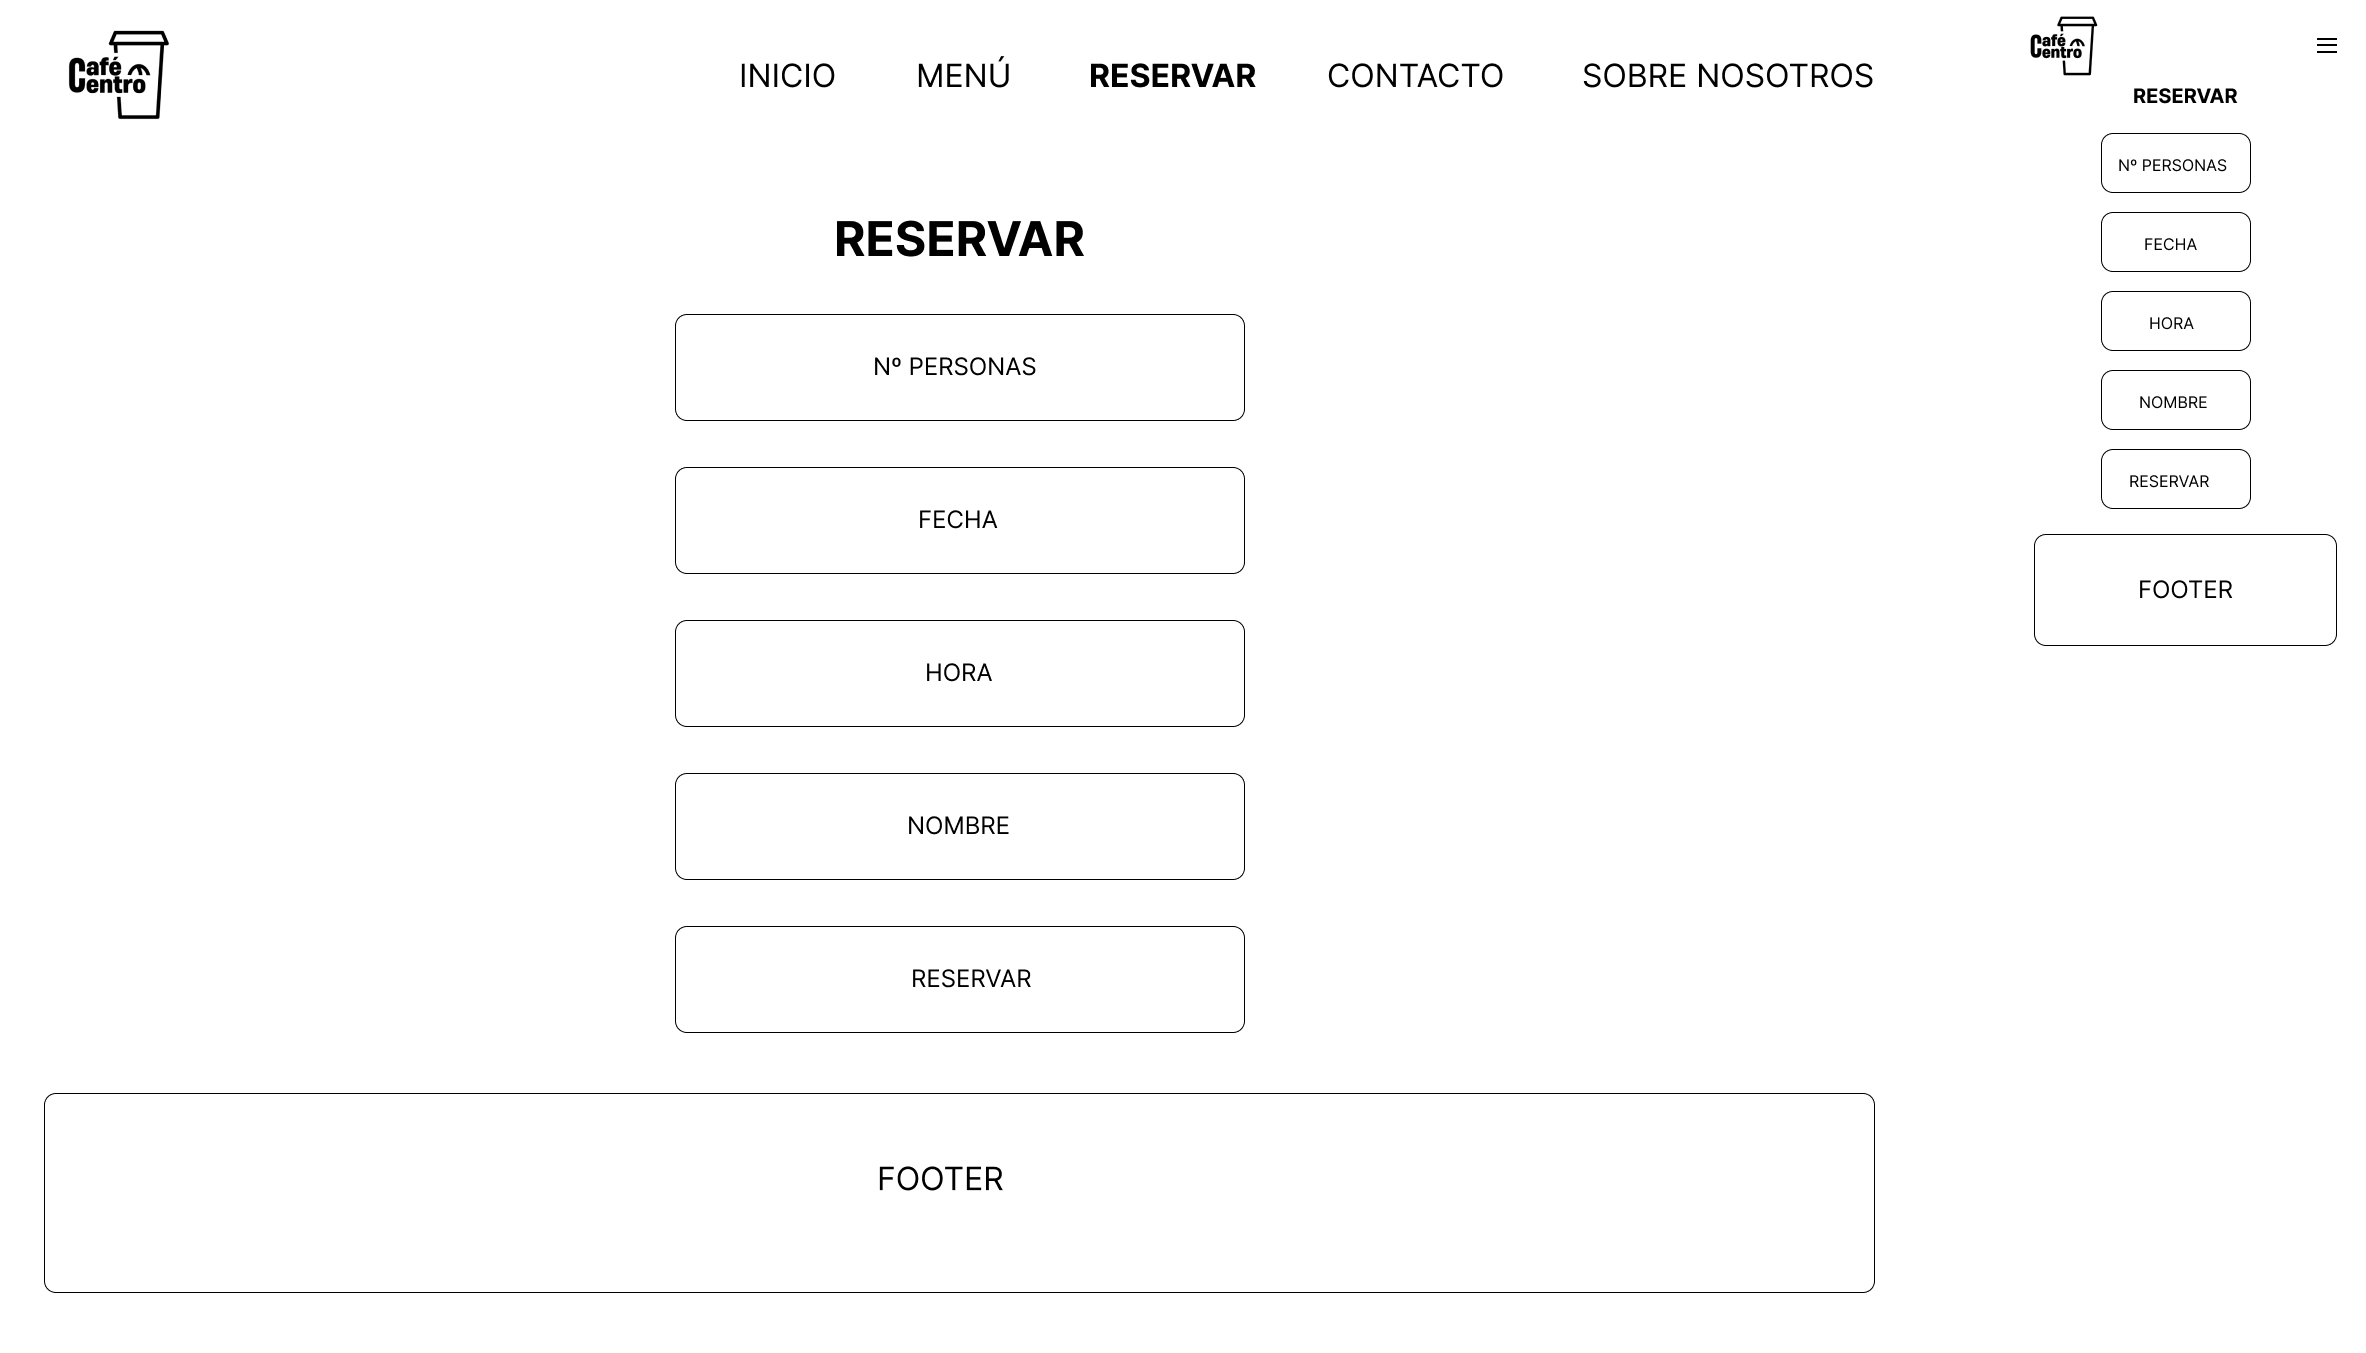 Café
Centro
INICIO
MENÚ
RESERVAR
CONTACTO
SOBRE NOSOTROS
RESERVAR
Nº PERSONAS
FECHA
HORA
NOMBRE
RESERVAR
FOOTER
Café
Centro
RESERVAR
Nº PERSONAS
FECHA
HORA
NOMBRE
RESERVAR
FOOTER